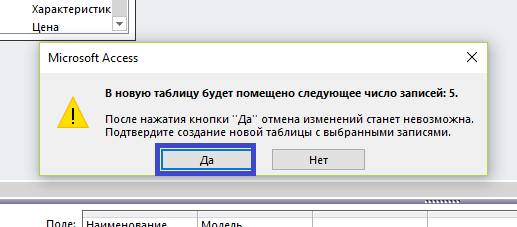 Характеристик
Цена
Microsoft Access
В новую таблицу будет помещено следующее число записей: 5.
После нажатия кнопки "Да" отмена изменений станет невозможна.
Подтвердите создание новой таблицы с выбранными записями.
Да Нет
Поле: Наименование Модель